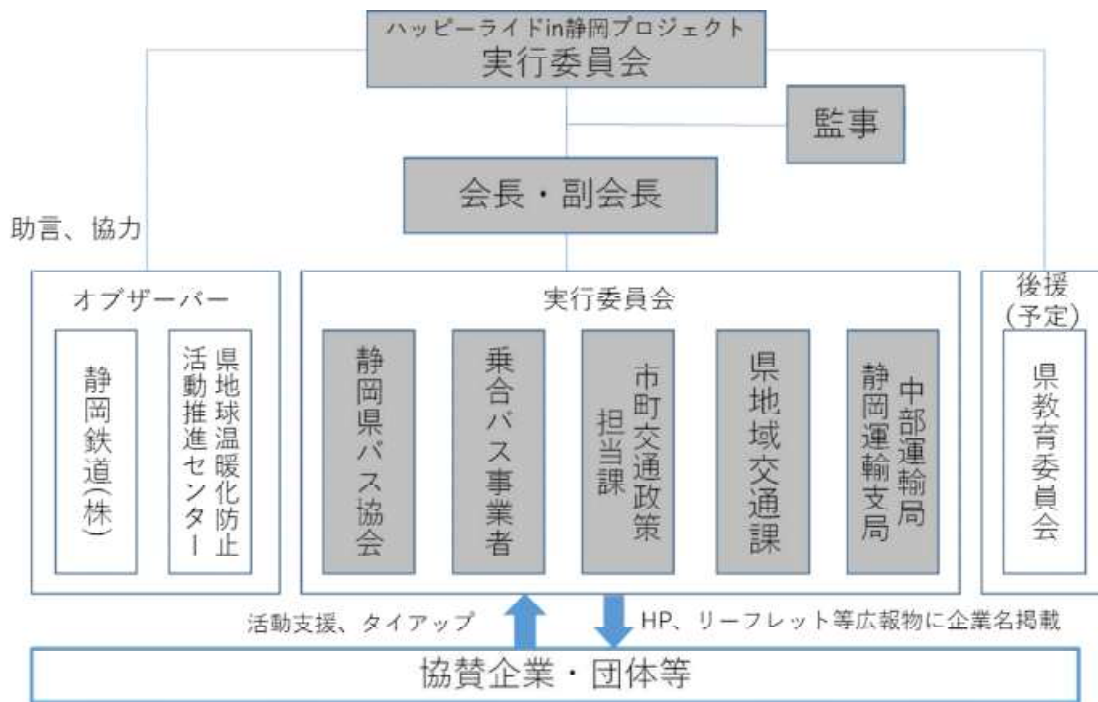 ハッピーライドin静岡プロジェクト
実行委員会
監事
会長・副会長
助言、協力
オブザーバー
静岡鉄道(株)
県地球温暖化防止
活動推進センター
実行委員会
静岡県バス協会
乗合バス事業者
市町交通政策
担当課
県地域交通課
中部運輸局
静岡運輸支局
後援
(予定)
県教育委員会
活動支援、タイアップ
HP、リーフレット等広報物に企業名掲載
協賛企業・団体等